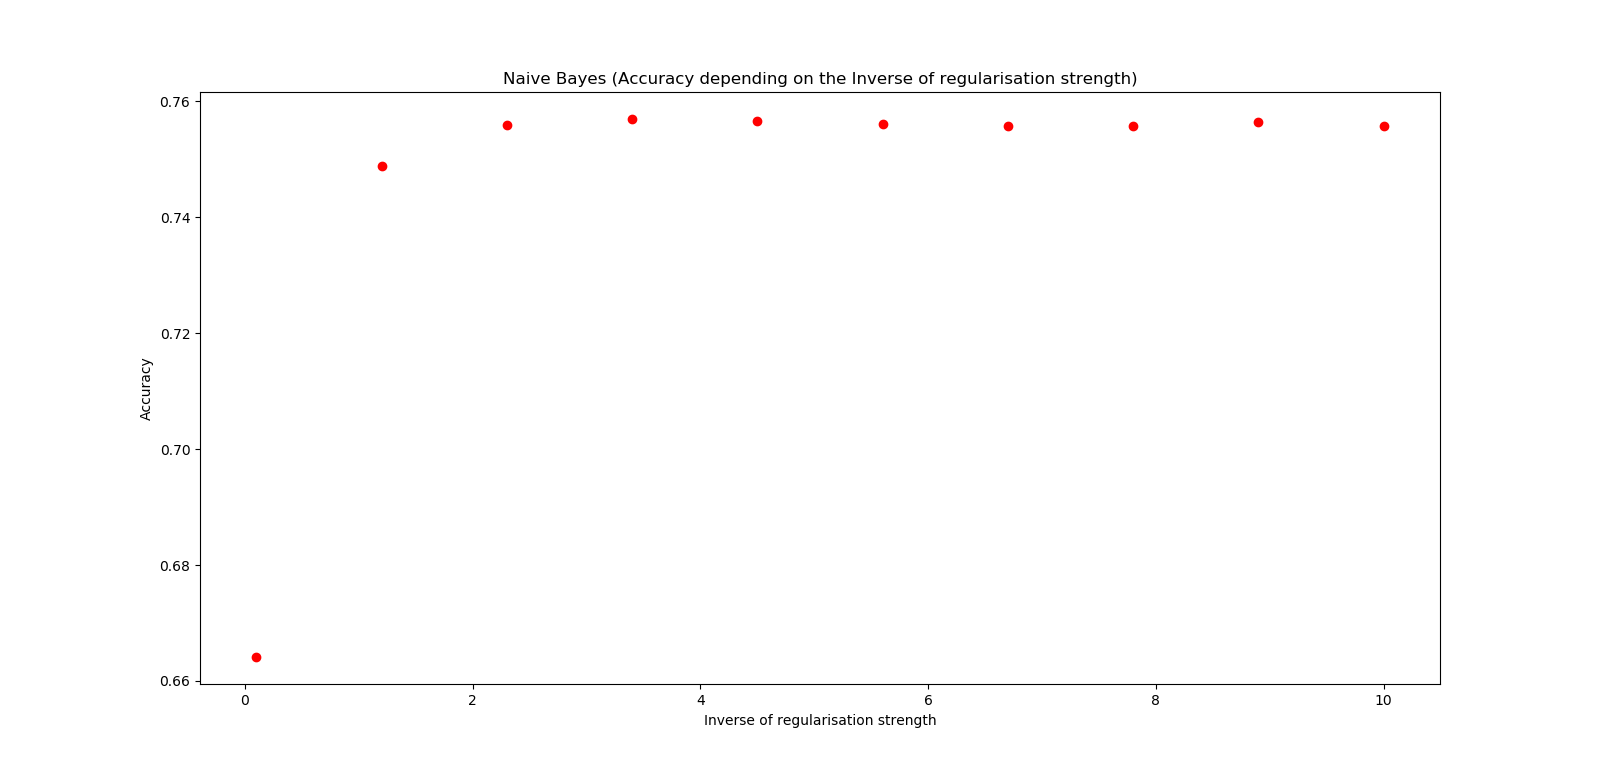 Naive Bayes (Accuracy depending on the Inverse of regularisation strength)
0.76
0.74
0.72
0.70
0.68
0.66
Accuracy
0 2 4 6 8 10
Inverse of regularisation strength